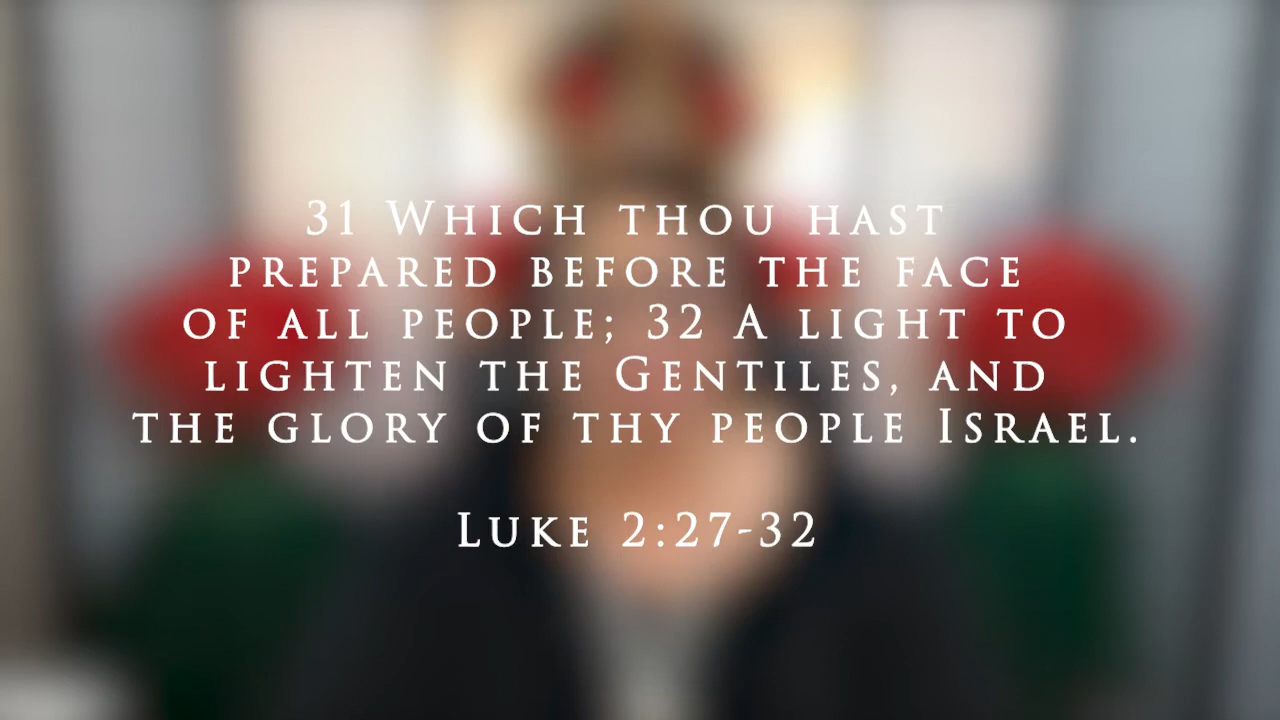 31 Which thou hast
prepared before the face
of all people; 32 A light to
lighten the Gentiles, and
the glory of thy people Israel.
Luke 2:27-32